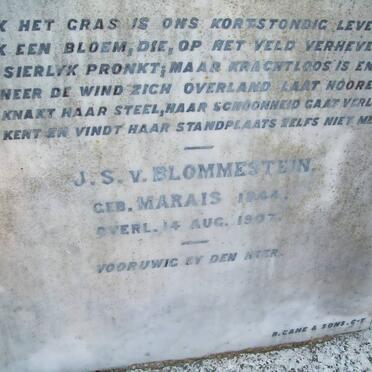 K HET GRAS IS ONS KORTSTONDIG LEVE
K EEN BLOEM, DIE, OP HET VELD VERHEVE
SIERLYK PRONKT; MAAR KRACHTLOOS IS EN
NEER DE WIND ZICH OVERLAND LAAT HOORE
KNAKT HAAR STEEL, HAAR SCHOONHEID GAAT VERL
KENT EN VINDT HAAR STANDPLAATS ZELFS NIET ME
J. S. V. BLOMMESTEIN.
GEB. MARAIS 1844.
OVERL. 14 AUG. 1907.
VOORUWIG BY DEN HEER.
R. CANE & SONS. C-T